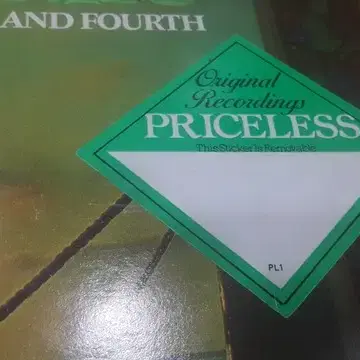 AND FOURTH
Original
Recordings
PRICELESS
This Sticker Is Removable
PL1